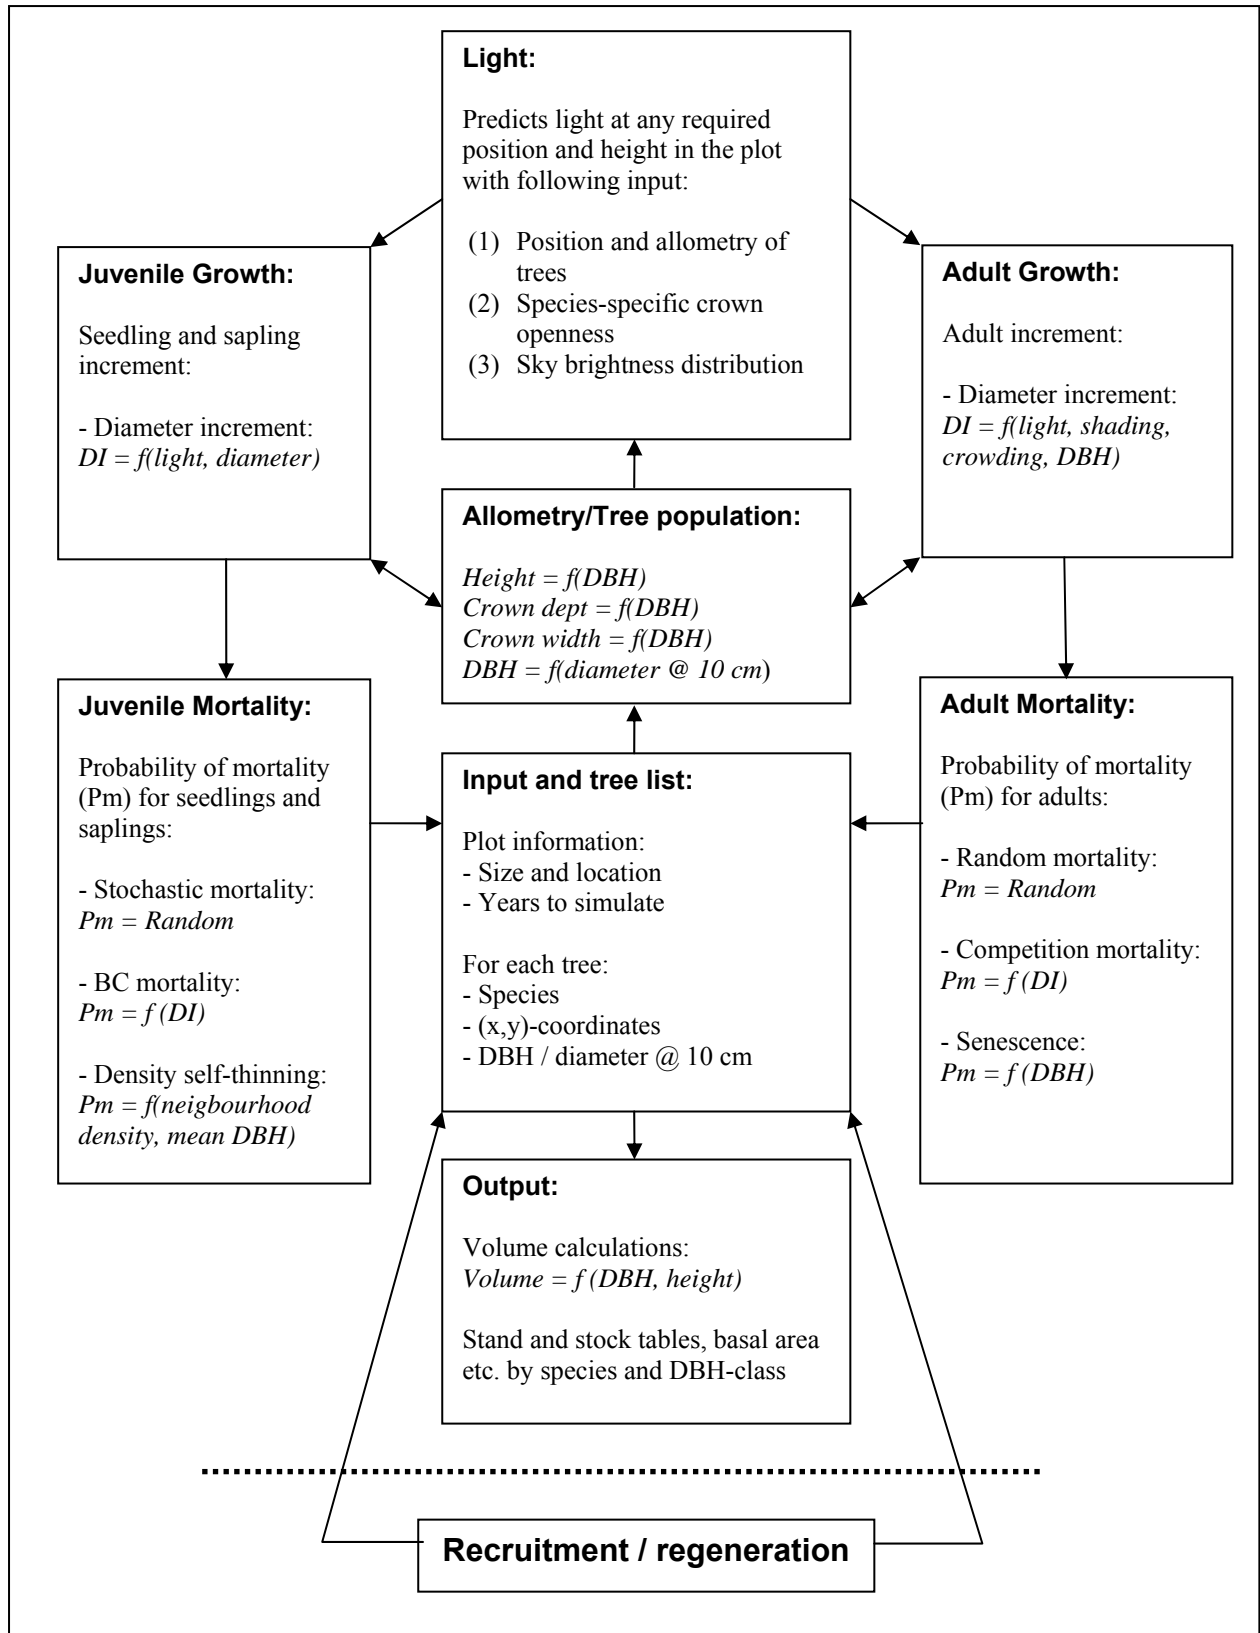 Light:
Predicts light at any required
position and height in the plot
with following input:
(1) Position and allometry of
trees
(2) Species-specific crown
openness
(3) Sky brightness distribution
Juvenile Growth:
Seedling and sapling
increment:
- Diameter increment:
DI = f(light, diameter)
Adult Growth:
Adult increment:
- Diameter increment:
DI = f(light, shading,
crowding, DBH)
Allometry/Tree population:
Height = f(DBH)
Crown dept = f(DBH)
Crown width = f(DBH)
DBH = f(diameter @ 10 cm)
Juvenile Mortality:
Probability of mortality
(Pm) for seedlings and
saplings:
- Stochastic mortality:
Pm = Random
- BC mortality:
Pm = f (DI)
- Density self-thinning:
Pm = f(neigbourhood
density, mean DBH)
Input and tree list:
Plot information:
- Size and location
- Years to simulate
For each tree:
- Species
- (x,y)-coordinates
- DBH / diameter @ 10 cm
Adult Mortality:
Probability of mortality
(Pm) for adults:
- Random mortality:
Pm = Random
- Competition mortality:
Pm = f (DI)
- Senescence:
Pm = f (DBH)
Output:
Volume calculations:
Volume = f (DBH, height)
Stand and stock tables, basal area
etc. by species and DBH-class
Recruitment / regeneration